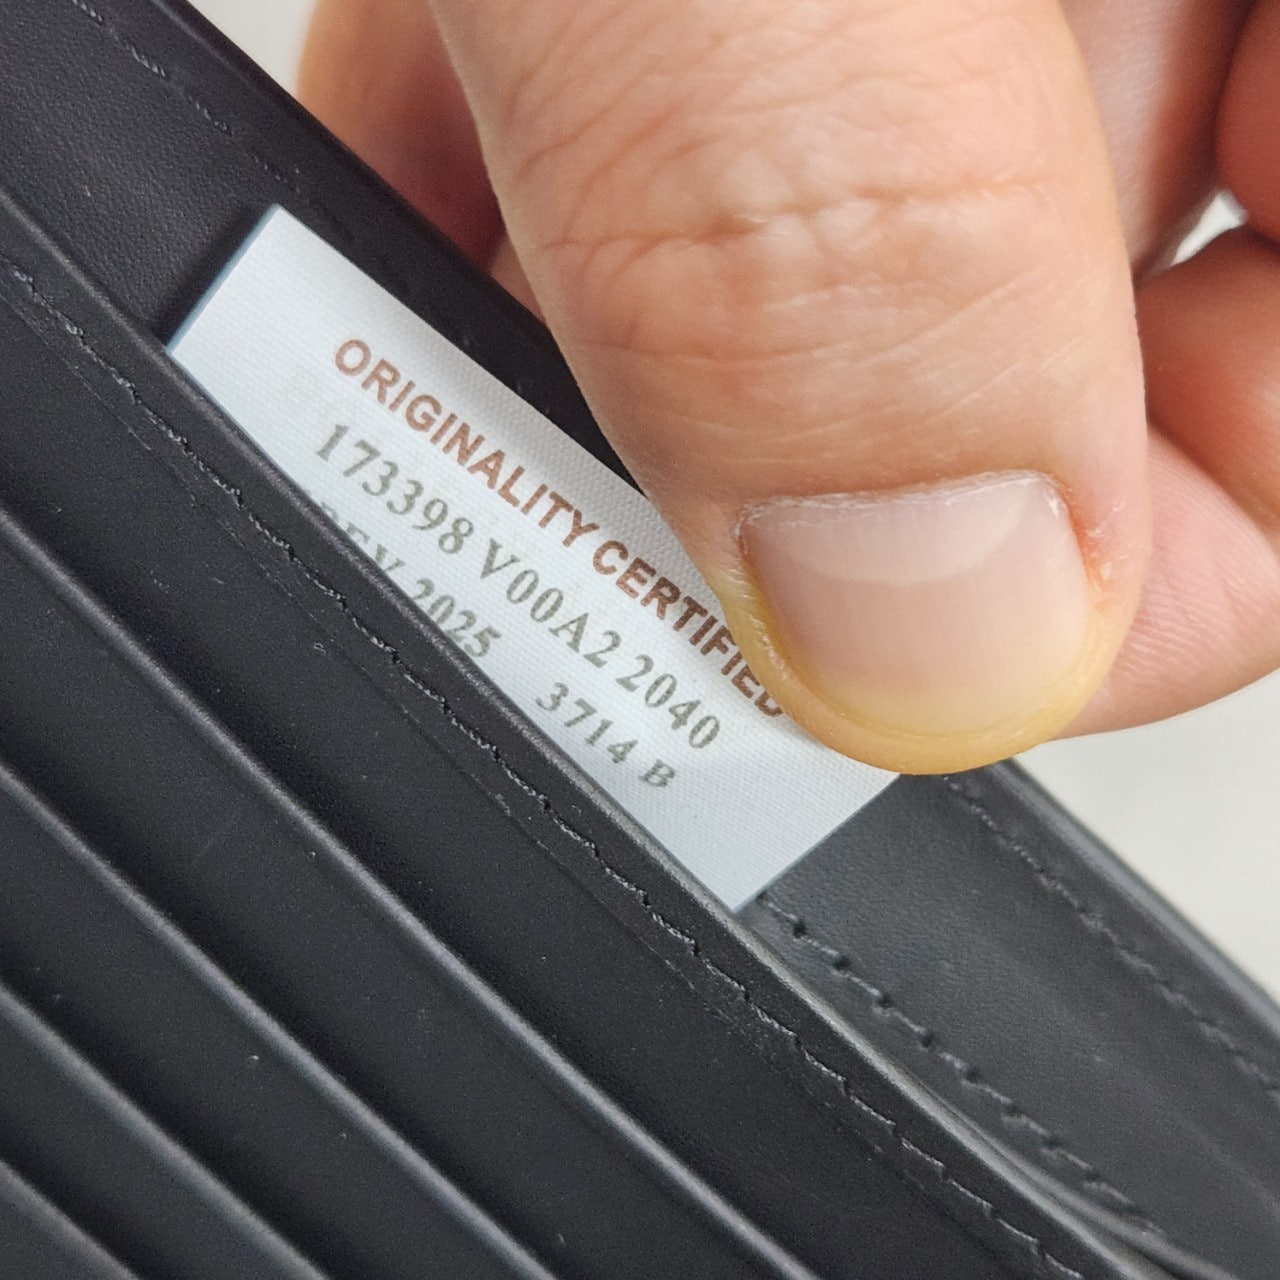 ORIGINALITY CERTIFIED
173398 V00A2 2040
2025 3714 B